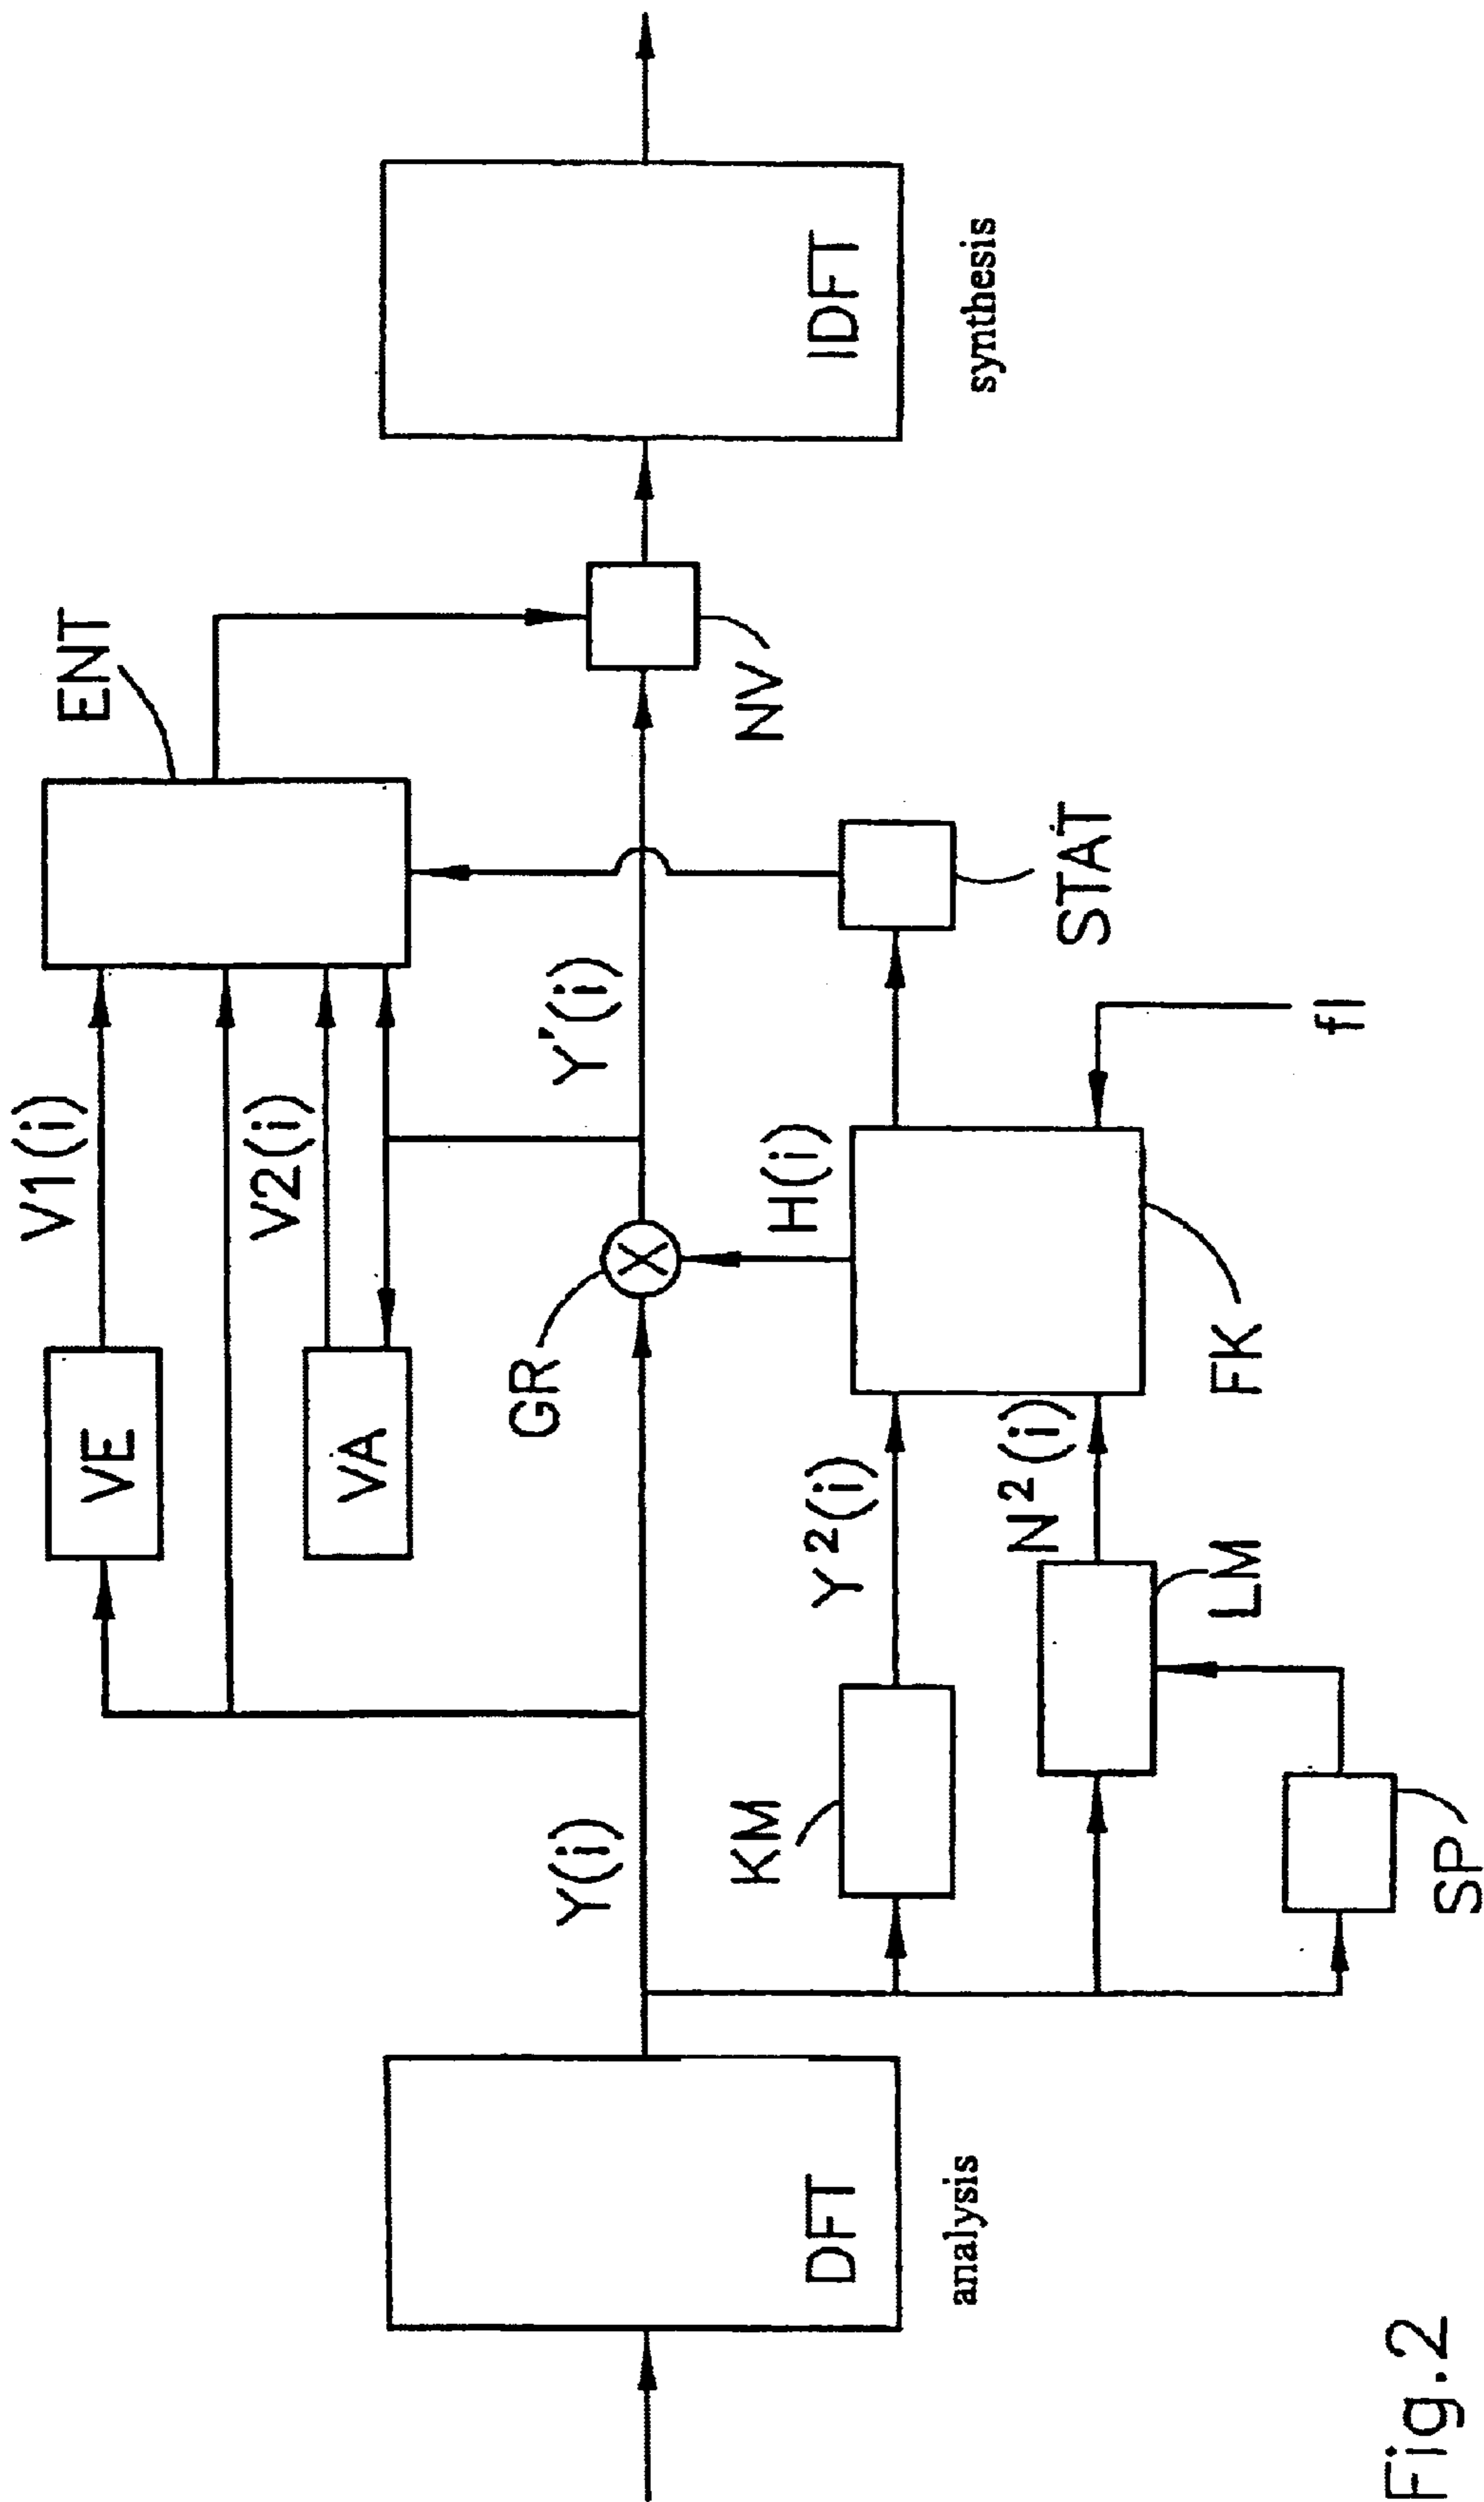 V1(i)
ENT
VE
V2(i)
VA
Y'(i)
GR
Y(i)
NV
H(i)
KM
Y²(i)
STAT
IDFT
DFT
synthesis
analysis
N²(i)
LM
FK
fl
SP
Fig.2